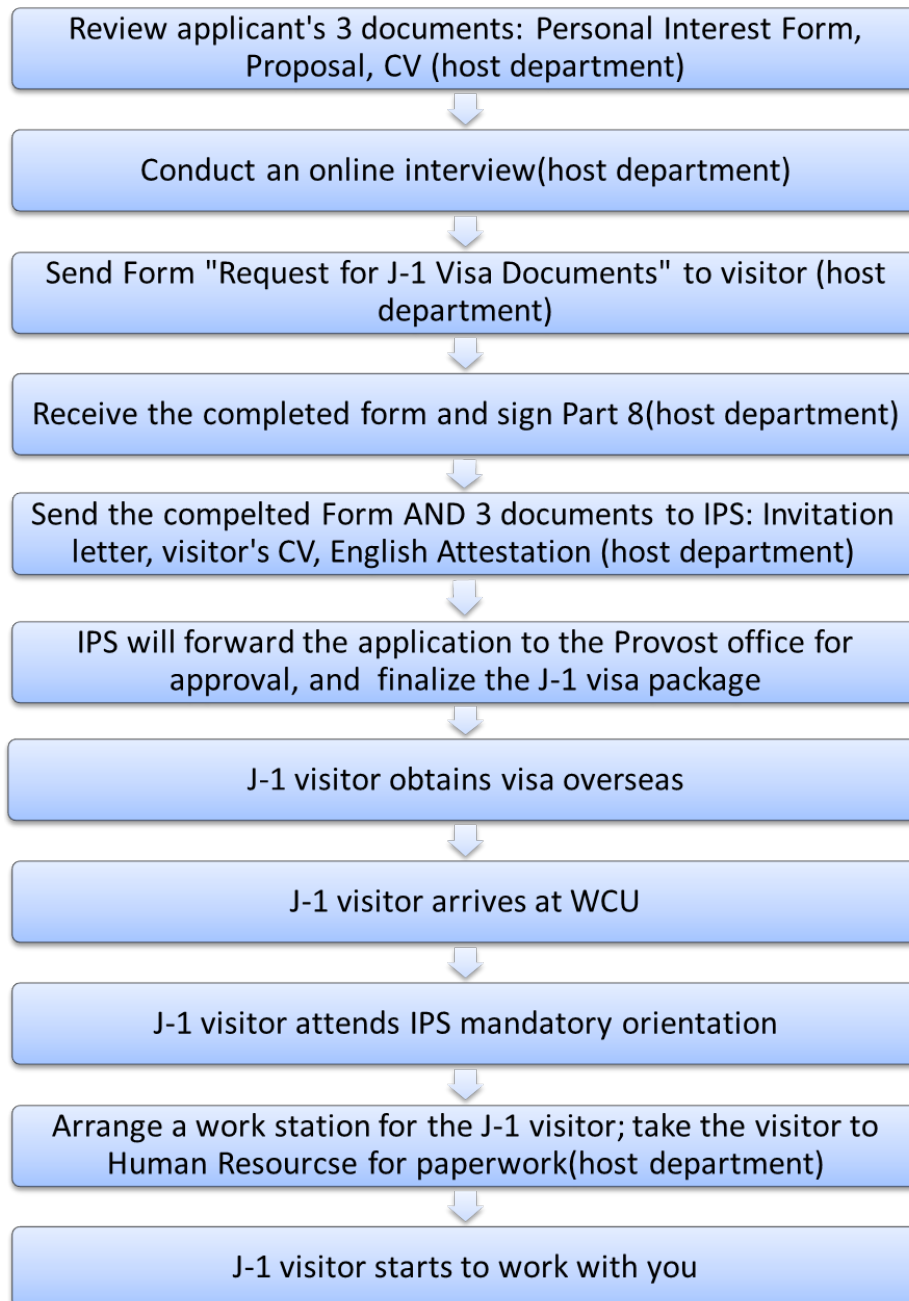 Review applicant's 3 documents: Personal Interest Form,
Proposal, CV (host department)
Conduct an online interview(host department)
Send Form "Request for J-1 Visa Documents" to visitor (host
department)
Receive the completed form and sign Part 8(host department)
Send the compelted Form AND 3 documents to IPS: Invitation
letter, visitor's CV, English Attestation (host department)
IPS will forward the application to the Provost office for
approval, and  finalize the J-1 visa package
J-1 visitor obtains visa overseas
J-1 visitor arrives at WCU
J-1 visitor attends IPS mandatory orientation
Arrange a work station for the J-1 visitor; take the visitor to
Human Resourcse for paperwork(host department)
J-1 visitor starts to work with you